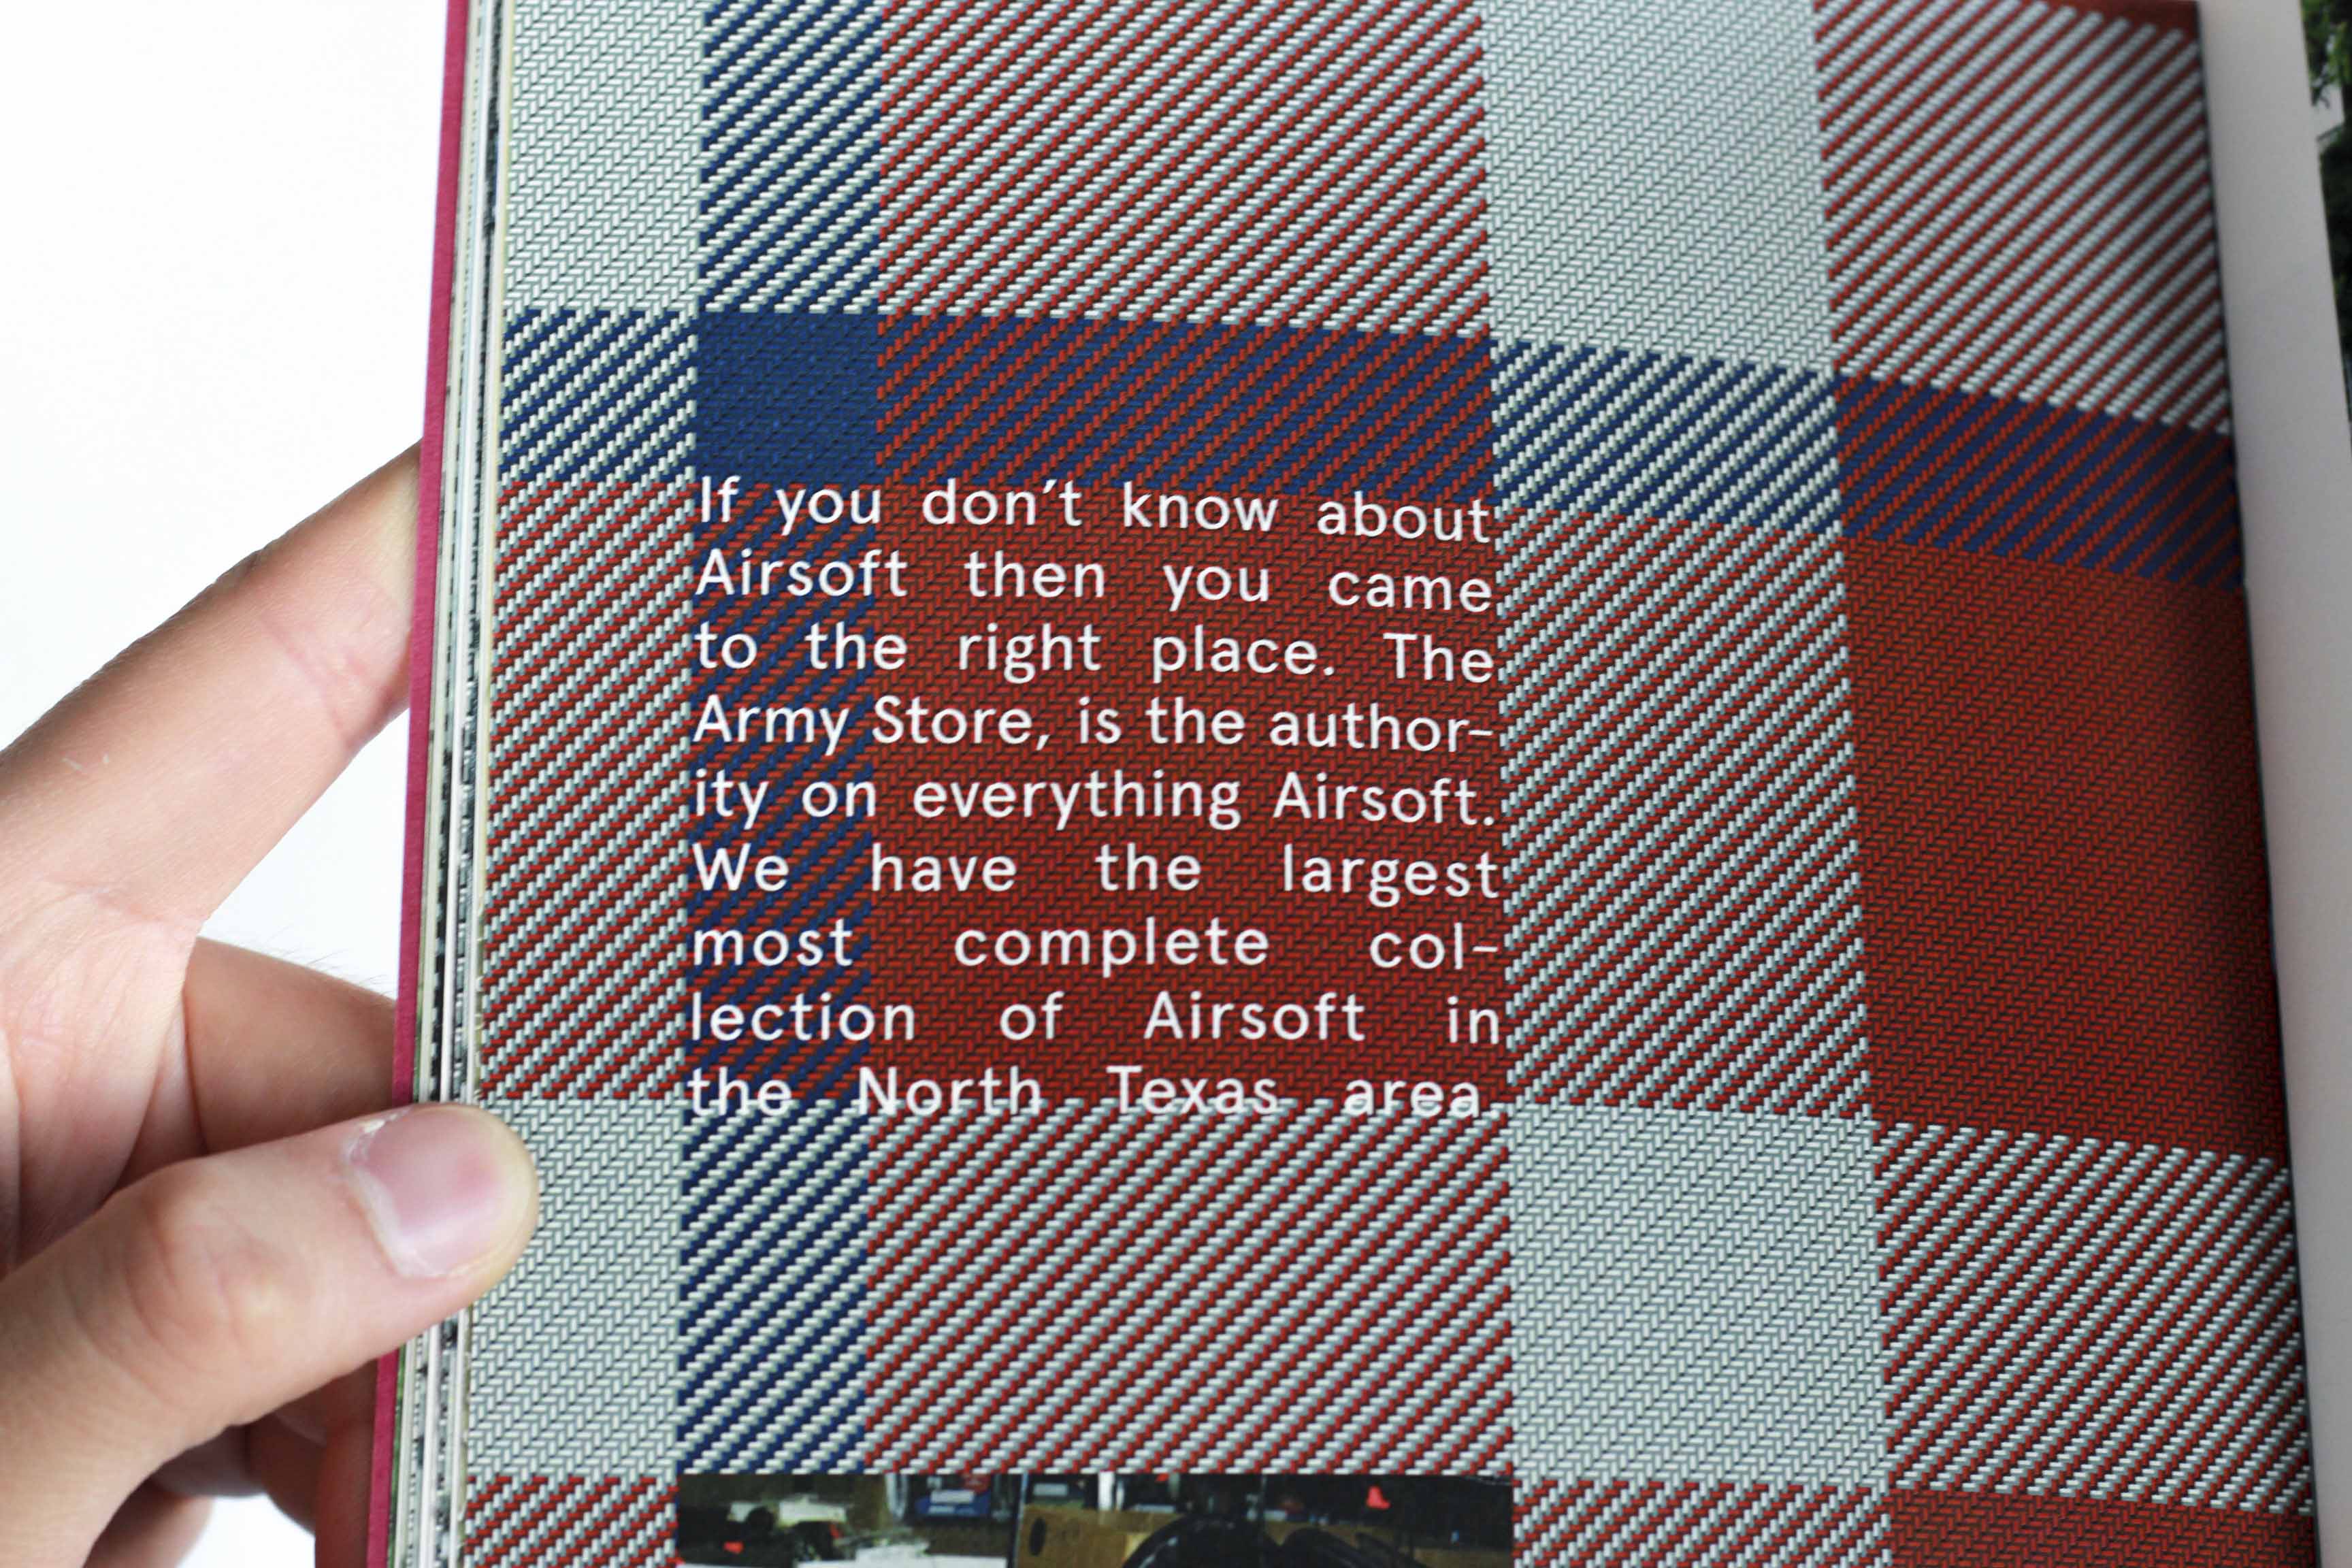 If you don't know about
Airsoft then you came
to the right place. The
Army Store, is the author-
ity on everything Airsoft.
We have the largest
most complete col-
lection of Airsoft in
the North Texas area.